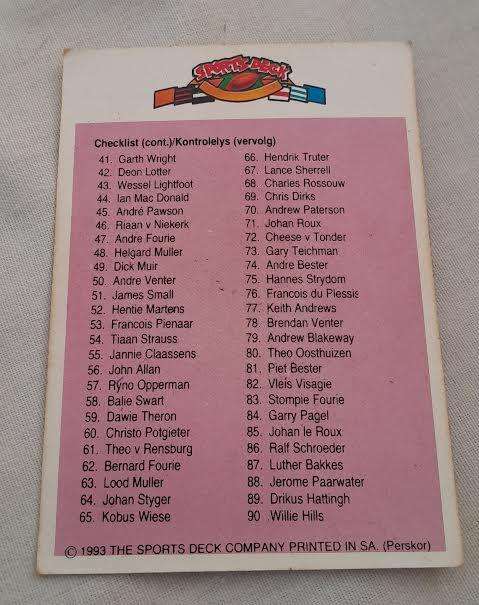 SPORTS DECK
Checklist (cont.)/Kontrolelys (vervolg)
41. Garth Wright
42. Deon Lotter
43. Wessel Lightfoot
44. Ian Mac Donald
45. André Pawson
46. Riaan v Niekerk
47. Andre Fourie
48. Helgard Muller
49. Dick Muir
50. Andre Venter
51. James Small
52. Hentie Martens
53. Francois Pienaar
54. Tiaan Strauss
55. Jannie Claassens
56. John Allan
57. Ryno Opperman
58. Balie Swart
59. Dawie Theron
60. Christo Potgieter
61. Theo v Rensburg
62. Bernard Fourie
63. Lood Muller
64. Johan Styger
65. Kobus Wiese
66. Hendrik Truter
67. Lance Sherrell
68. Charles Rossouw
69. Chris Dirks
70. Andrew Paterson
71. Johan Roux
72. Cheese v Tonder
73. Gary Teichman
74. Andre Bester
75. Hannes Strydom
76. Francois du Plessis
77. Keith Andrews
78. Brendan Venter
79. Andrew Blakeway
80. Theo Oosthuizen
81. Piet Bester
82. Vleis Visagie
83. Stompie Fourie
84. Garry Pagel
85. Johan le Roux
86. Ralf Schroeder
87. Luther Bakkes
88. Jerome Paarwater
89. Drikus Hattingh
90 Willie Hills
© 1993 THE SPORTS DECK COMPANY PRINTED IN SA. (Perskor)